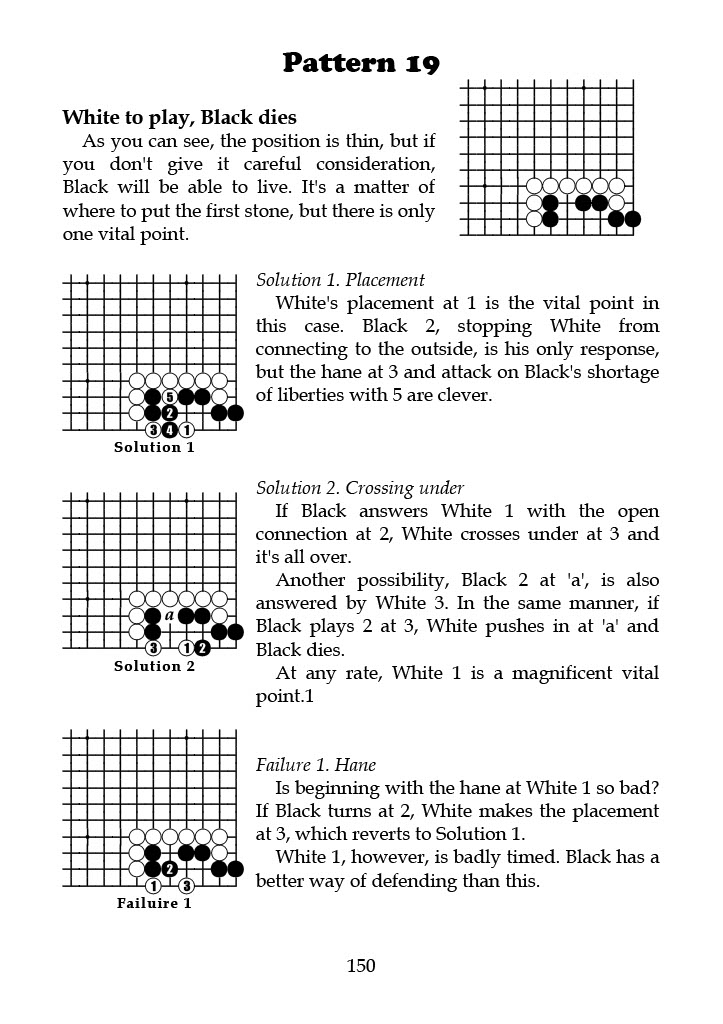 Pattern 19
White to play, Black dies
As you can see, the position is thin, but if
you don't give it careful consideration,
Black will be able to live. It's a matter of
where to put the first stone, but there is only
one vital point.
Solution 1. Placement
White's placement at 1 is the vital point in
this case. Black 2, stopping White from
connecting to the outside, is his only response,
but the hane at 3 and attack on Black's shortage
of liberties with 5 are clever.
5
2
3 4 1
Solution 1
Solution 2. Crossing under
If Black answers White 1 with the open
connection at 2, White crosses under at 3 and
it's all over.
Another possibility, Black 2 at 'a', is also
answered by White 3. In the same manner, if
Black plays 2 at 3, White pushes in at 'a' and
Black dies.
At any rate, White 1 is a magnificent vital
point.1
a
3 1 2
Solution 2
Failure 1. Hane
Is beginning with the hane at White 1 so bad?
If Black turns at 2, White makes the placement
at 3, which reverts to Solution 1.
White 1, however, is badly timed. Black has a
better way of defending than this.
2
1 3
Failuire 1
150